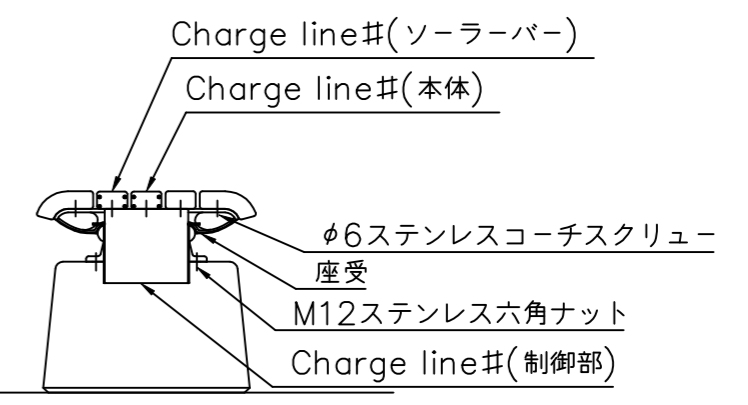 Charge line♯(ソーラーバー)
Charge line♯(本体)
φ6ステンレスコーチスクリュー
座受
M12ステンレス六角ナット
Charge line♯(制御部)